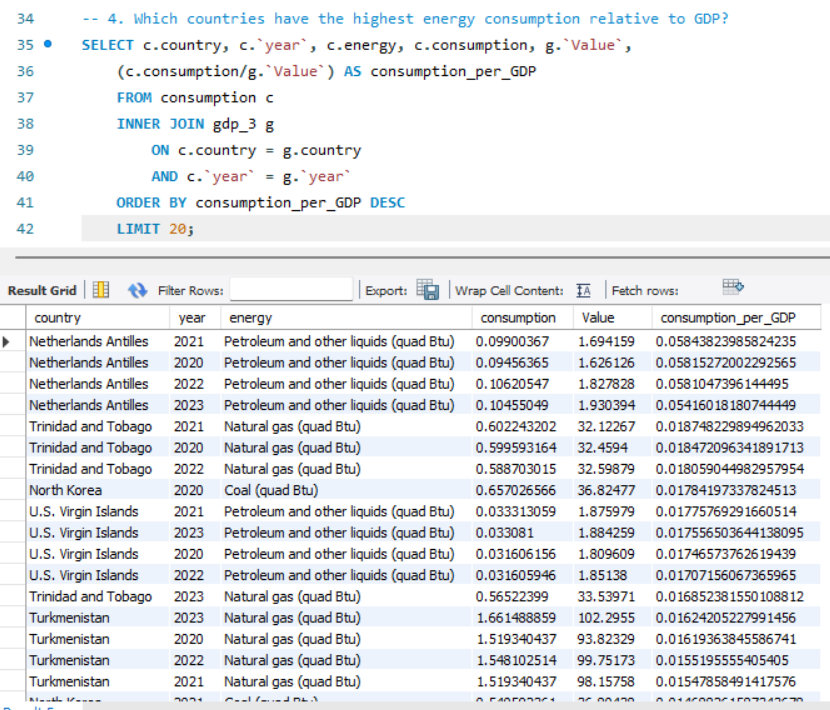 34 -- 4. Which countries have the highest energy consumption relative to GDP?
35 SELECT c.country, c.`year`, c.energy, c.consumption, g.`Value`,
36 (c.consumption/g.`Value`) AS consumption_per_GDP
37 FROM consumption c
38 INNER JOIN gdp_3 g
39 ON c.country = g.country
40 AND c.`year` = g.`year`
41 ORDER BY consumption_per_GDP DESC
42 LIMIT 20;
Result Grid Filter Rows: Export: Wrap Cell Content: IA Fetch rows:
country year energy consumption Value consumption_per_GDP
Netherlands Antilles 2021 Petroleum and other liquids (quad Btu) 0.09900367 1.694159 0.05843823985824235
Netherlands Antilles 2020 Petroleum and other liquids (quad Btu) 0.09456365 1.626126 0.05815272002292565
Netherlands Antilles 2022 Petroleum and other liquids (quad Btu) 0.10620547 1.827828 0.0581047396144495
Netherlands Antilles 2023 Petroleum and other liquids (quad Btu) 0.10455049 1.930394 0.05416018180744449
Trinidad and Tobago 2021 Natural gas (quad Btu) 0.602243202 32.12267 0.018748229894962033
Trinidad and Tobago 2020 Natural gas (quad Btu) 0.599593164 32.4594 0.018472096341891713
Trinidad and Tobago 2022 Natural gas (quad Btu) 0.588703015 32.59879 0.018059044982957954
North Korea 2020 Coal (quad Btu) 0.657026566 36.82477 0.01784197337824513
U.S. Virgin Islands 2021 Petroleum and other liquids (quad Btu) 0.033313059 1.875979 0.01775769291660514
U.S. Virgin Islands 2023 Petroleum and other liquids (quad Btu) 0.033081 1.884259 0.017556503644138095
U.S. Virgin Islands 2020 Petroleum and other liquids (quad Btu) 0.031606156 1.809609 0.01746573762619439
U.S. Virgin Islands 2022 Petroleum and other liquids (quad Btu) 0.031605946 1.85138 0.01707156067365965
Trinidad and Tobago 2023 Natural gas (quad Btu) 0.56522399 33.53971 0.016852381550108812
Turkmenistan 2023 Natural gas (quad Btu) 1.661488859 102.2955 0.01624205227991456
Turkmenistan 2020 Natural gas (quad Btu) 1.519340437 93.82329 0.01619363845586741
Turkmenistan 2022 Natural gas (quad Btu) 1.548102514 99.75173 0.0155195555405405
Turkmenistan 2021 Natural gas (quad Btu) 1.519340437 98.15758 0.01547858491417576
North Korea 2021 Coal (quad Btu)